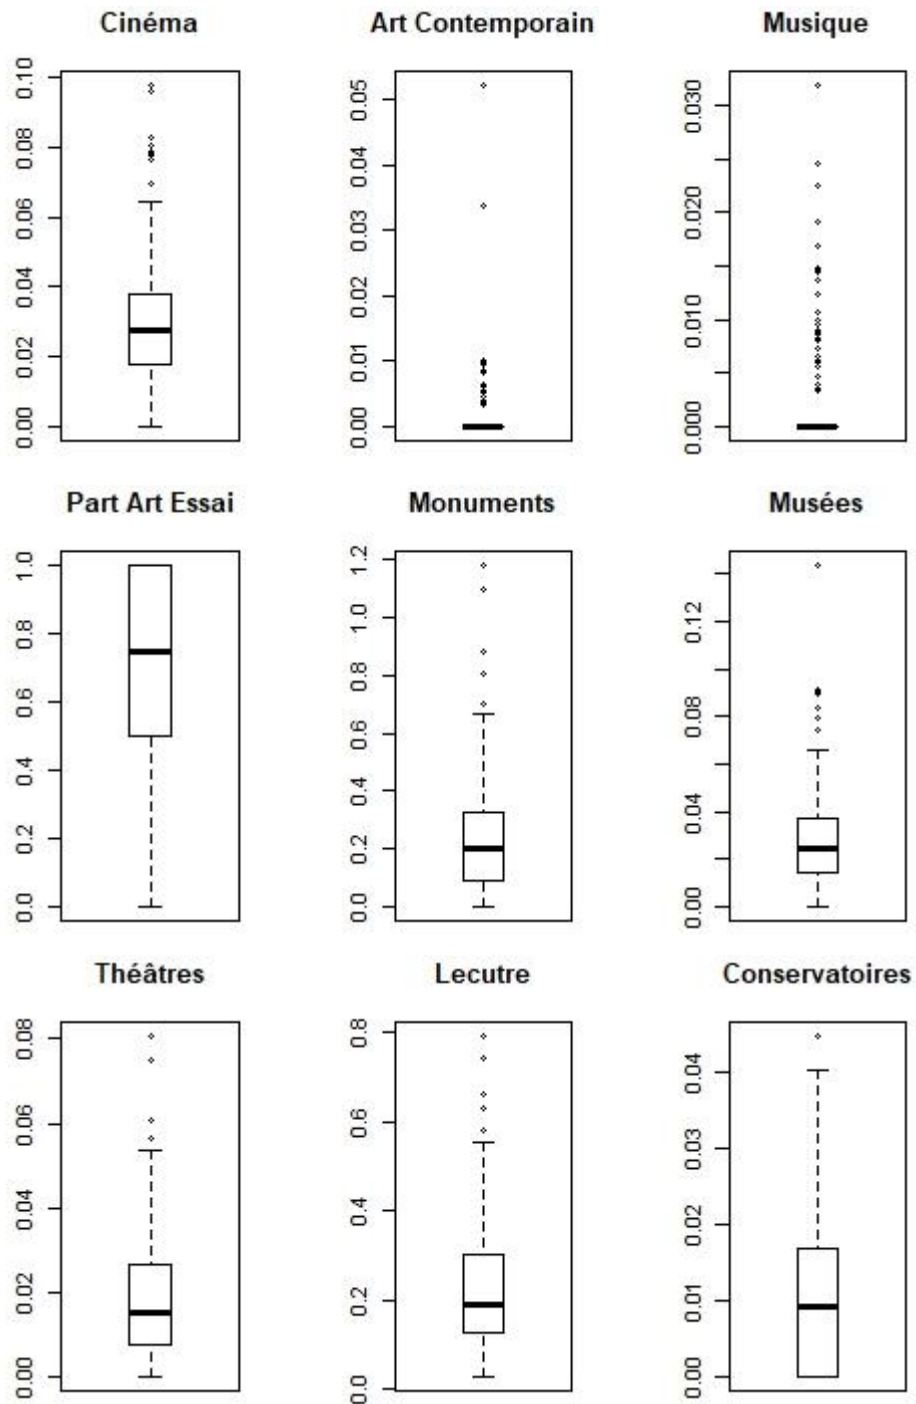 Cinéma
0.00 0.02 0.04 0.06 0.08 0.10
Art Contemporain
0.00 0.01 0.02 0.03 0.04 0.05
Musique
0.000 0.010 0.020 0.030
Part Art Essai
0.0 0.2 0.4 0.6 0.8 1.0
Monuments
0.0 0.2 0.4 0.6 0.8 1.0 1.2
Musées
0.00 0.04 0.08 0.12
Théâtres
0.00 0.02 0.04 0.06 0.08
Lecutre
0.0 0.2 0.4 0.6 0.8
Conservatoires
0.00 0.01 0.02 0.03 0.04